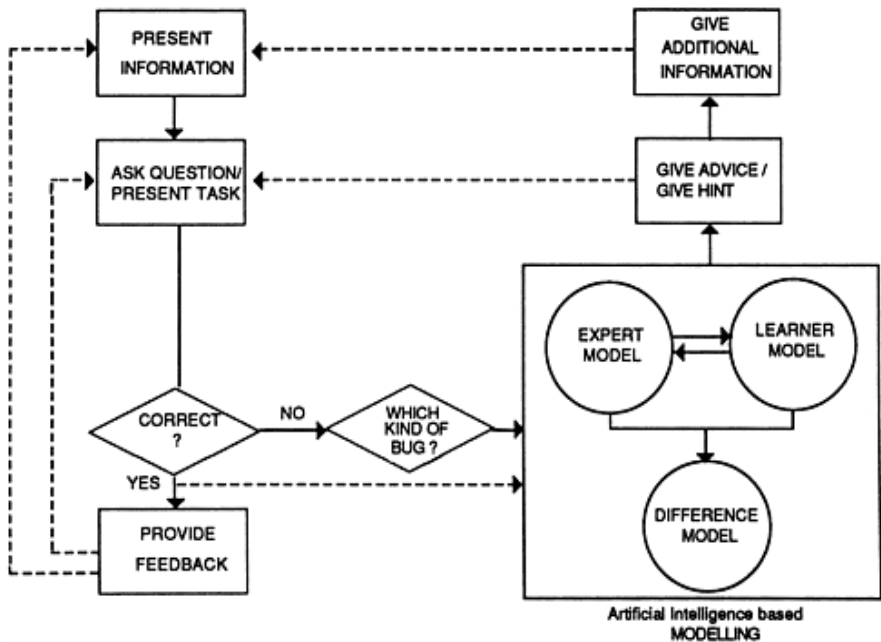 PRESENT
INFORMATION
GIVE
ADDITIONAL
INFORMATION
ASK QUESTION/
PRESENT TASK
GIVE ADVICE /
GIVE HINT
EXPERT
MODEL
LEARNER
MODEL
CORRECT
?
NO
WHICH
KIND OF
BUG ?
YES
PROVIDE
FEEDBACK
DIFFERENCE
MODEL
Artificial Intelligence based
MODELLING